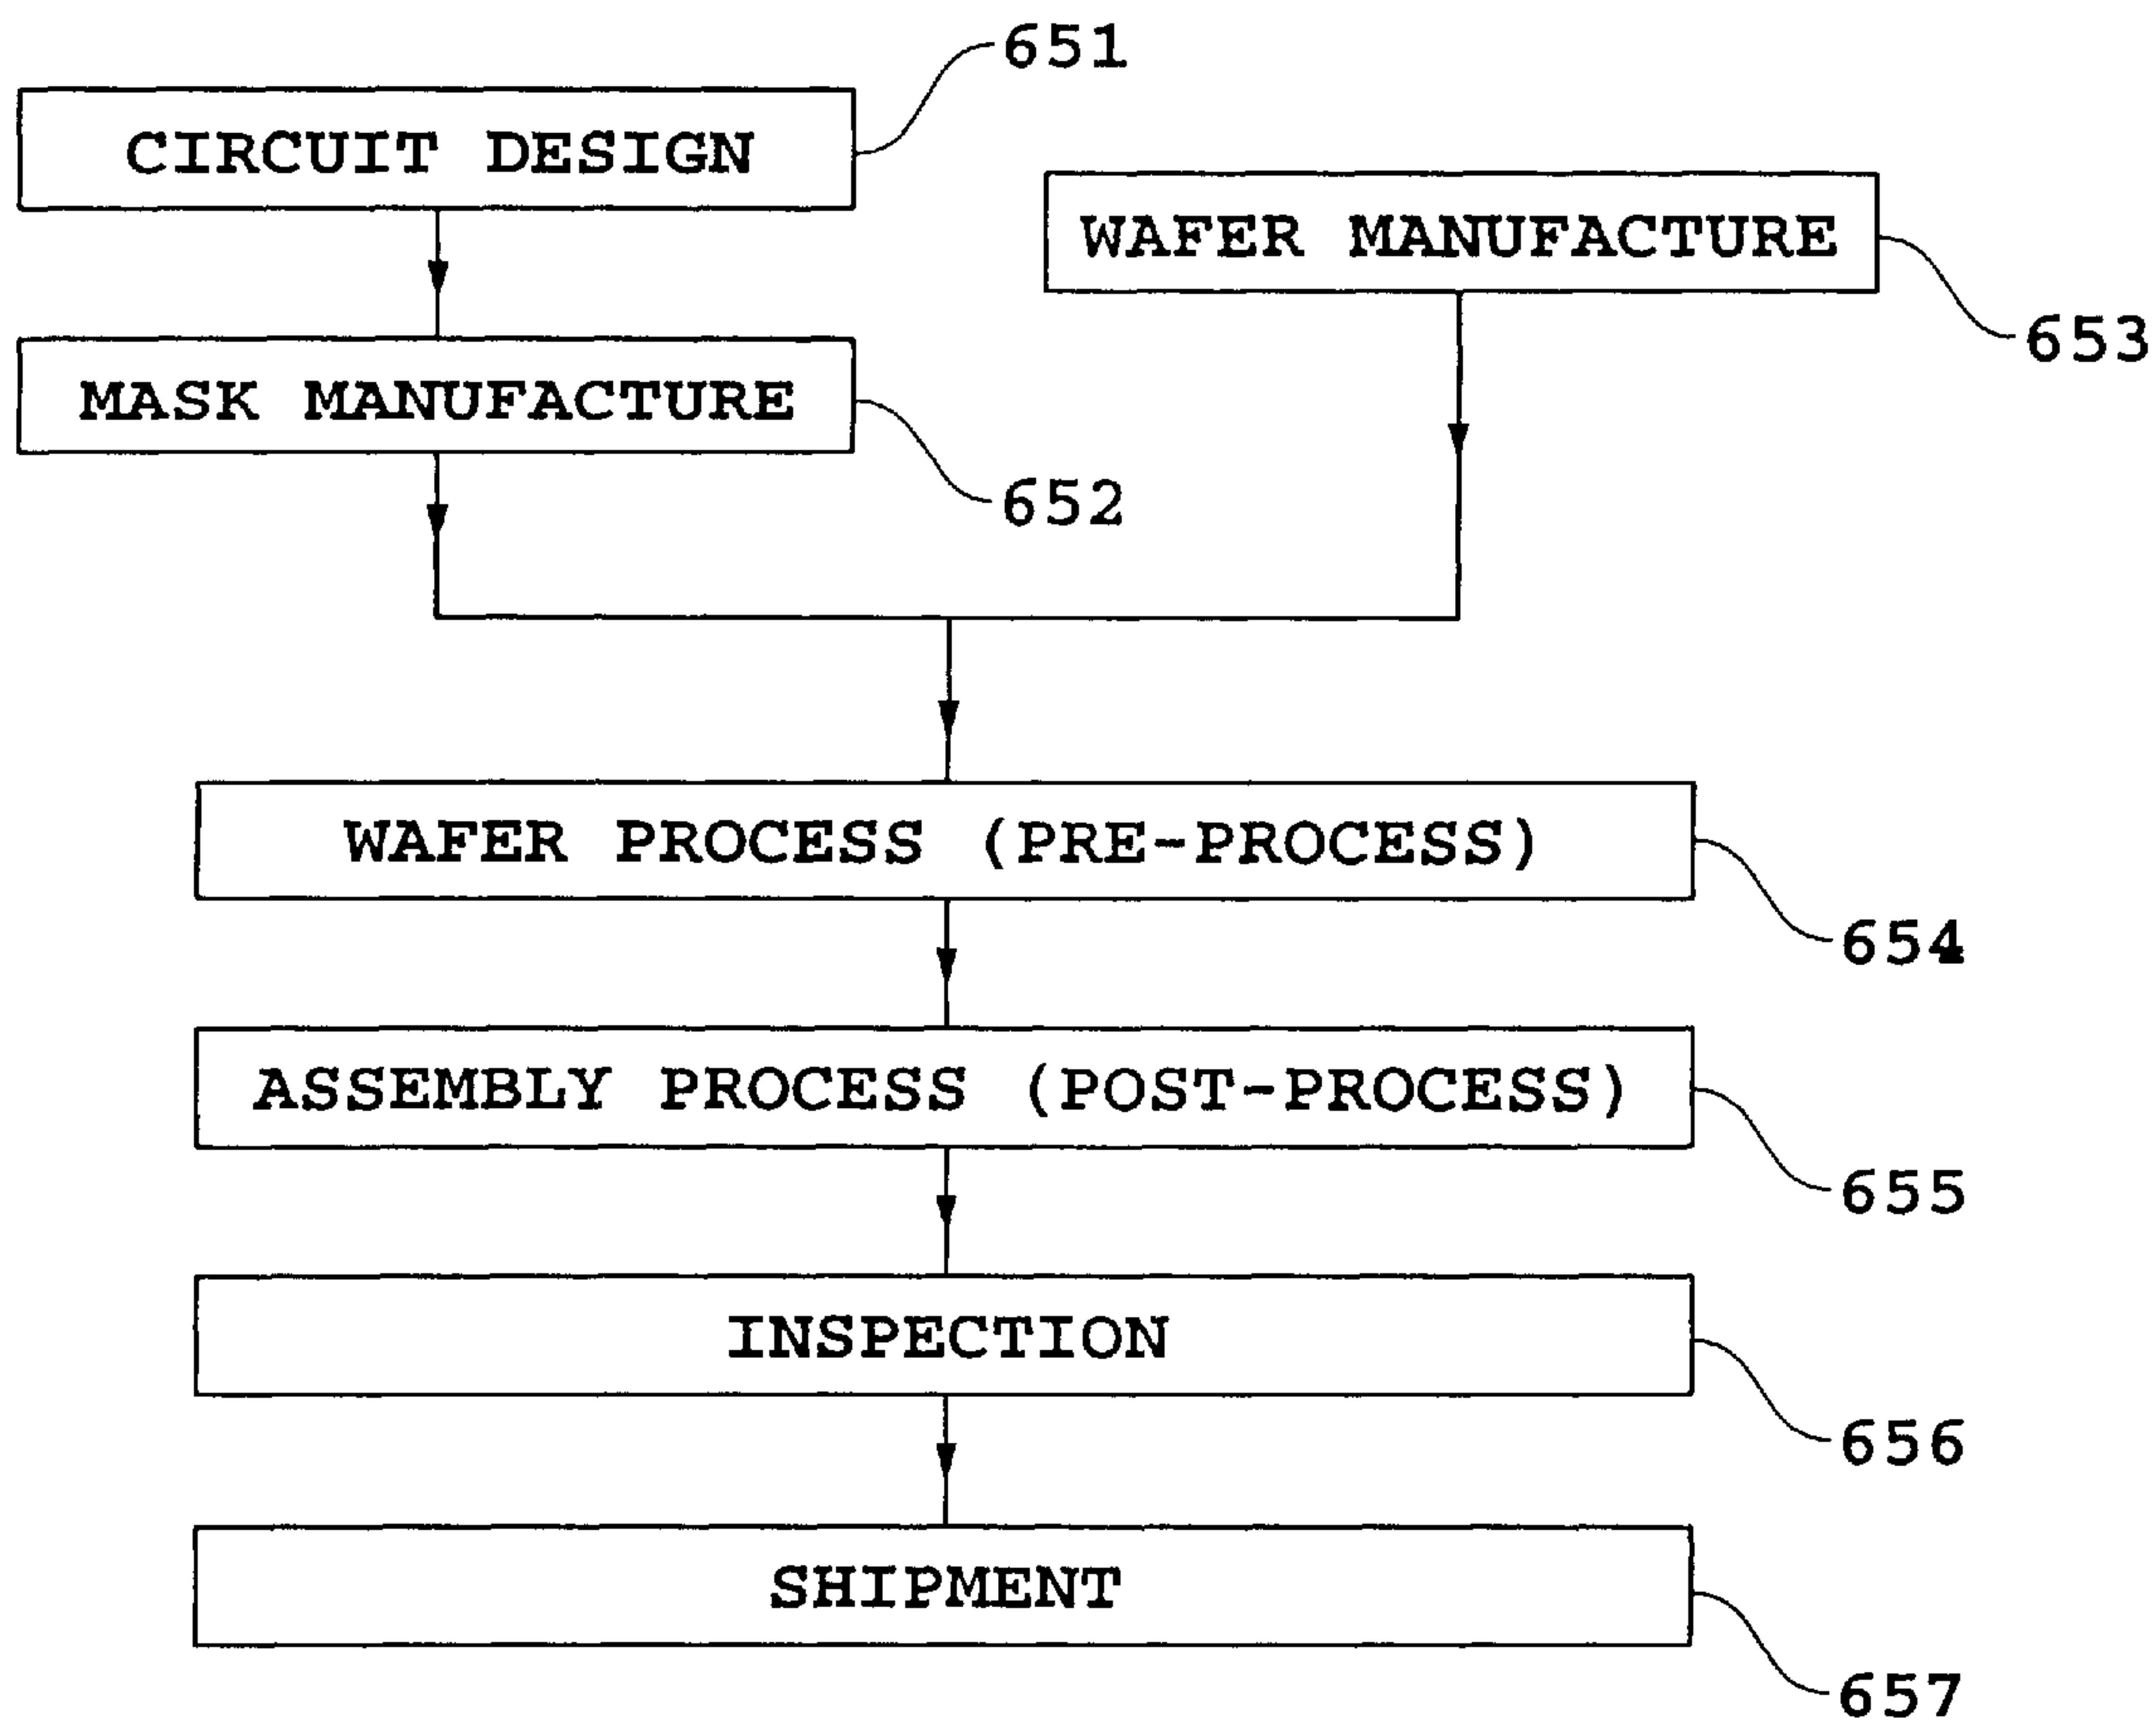 651
CIRCUIT DESIGN
WAFER MANUFACTURE
653
MASK MANUFACTURE
652
WAFER PROCESS (PRE-PROCESS)
654
ASSEMBLY PROCESS (POST-PROCESS)
655
INSPECTION
656
SHIPMENT
657